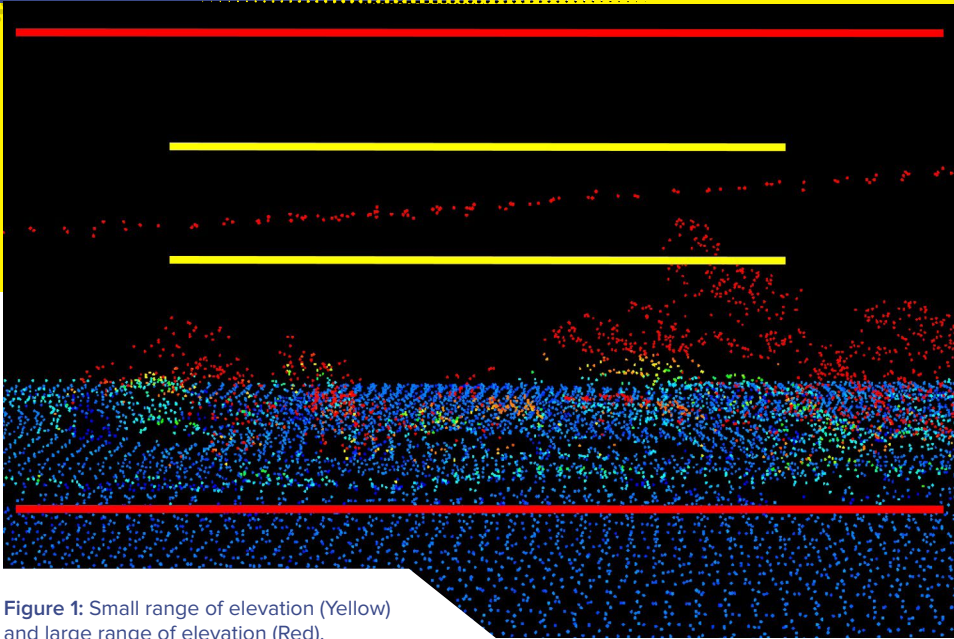 Figure 1: Small range of elevation (Yellow)
and large range of elevation (Red).